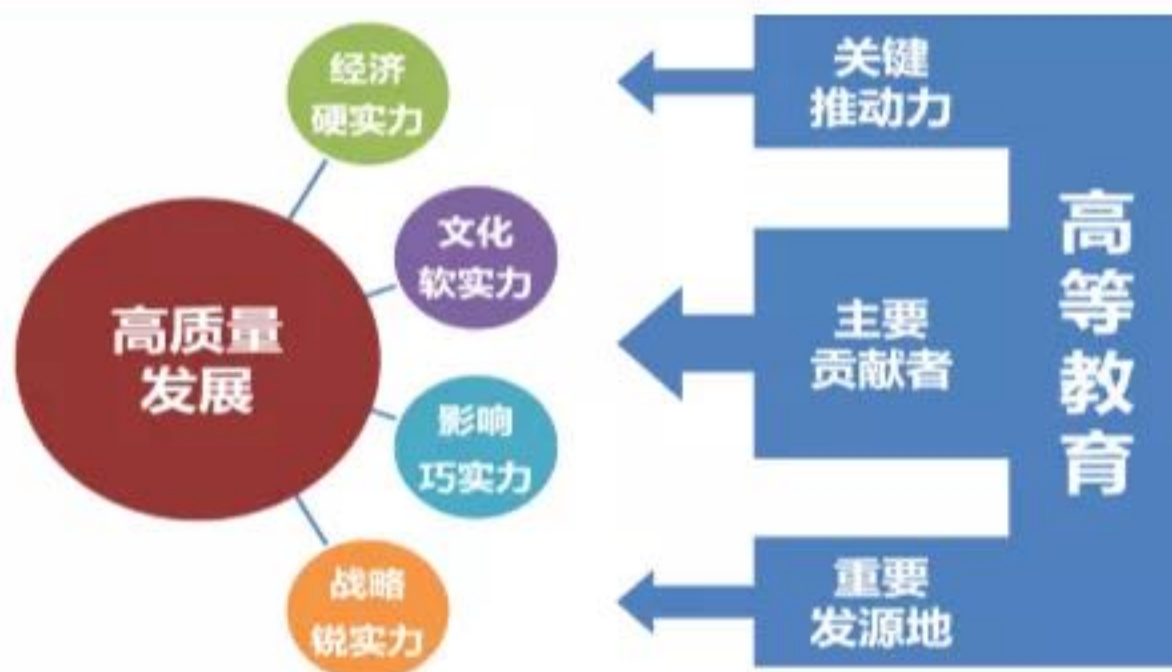 经济
硬实力
文化
软实力
高质量
发展
影响
巧实力
战略
锐实力
关键
推动力
主要
贡献者
重要
发源地
高等教育